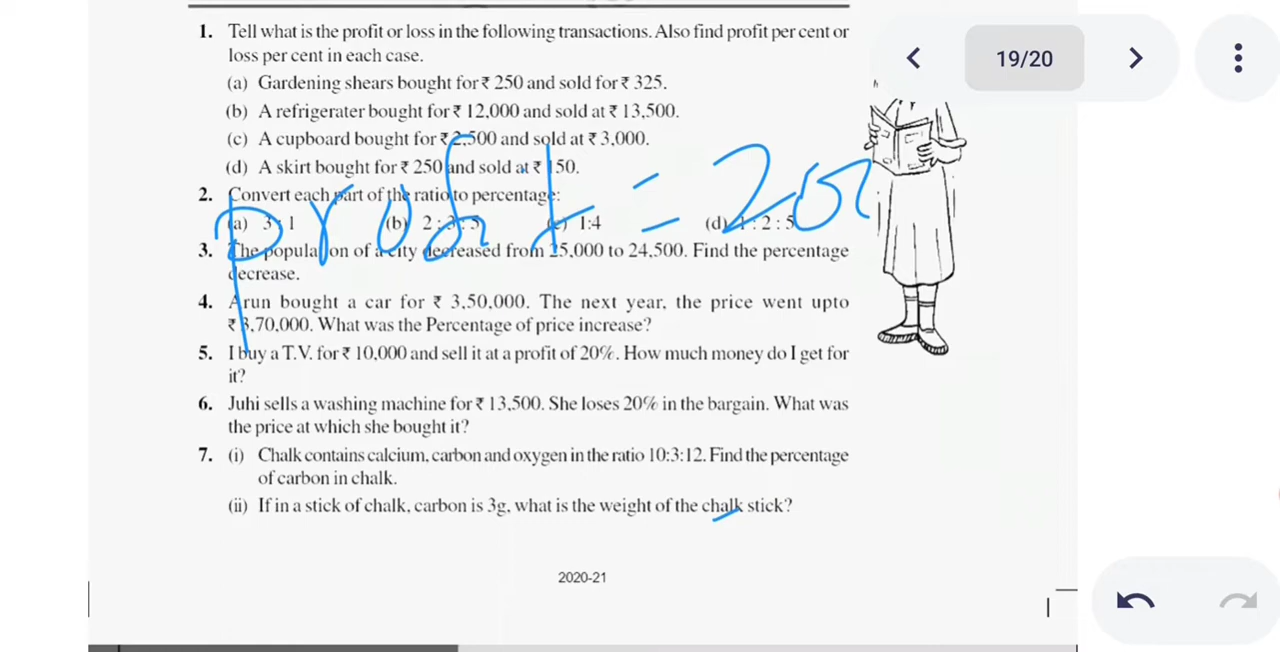 1. Tell what is the profit or loss in the following transactions. Also find profit per cent or
loss per cent in each case.
(a) Gardening shears bought for ₹ 250 and sold for ₹ 325.
(b) A refrigerater bought for ₹ 12,000 and sold at ₹ 13,500.
(c) A cupboard bought for ₹ 2,500 and sold at ₹ 3,000.
(d) A skirt bought for ₹ 250 and sold at ₹ 150.
2. Convert each part of the ratio to percentage:
(a) 3 : 1 (b) 2 : 3 : 5 (c) 1:4 (d) 1 : 2 : 5
profit = 20
3. The population of a city decreased from 25,000 to 24,500. Find the percentage
decrease.
4. Arun bought a car for ₹ 3,50,000. The next year, the price went upto
₹ 3,70,000. What was the Percentage of price increase?
5. I buy a T.V. for ₹ 10,000 and sell it at a profit of 20%. How much money do I get for
it?
6. Juhi sells a washing machine for ₹ 13,500. She loses 20% in the bargain. What was
the price at which she bought it?
7. (i) Chalk contains calcium, carbon and oxygen in the ratio 10:3:12. Find the percentage
of carbon in chalk.
(ii) If in a stick of chalk, carbon is 3g, what is the weight of the chalk stick?
2020-21
19/20